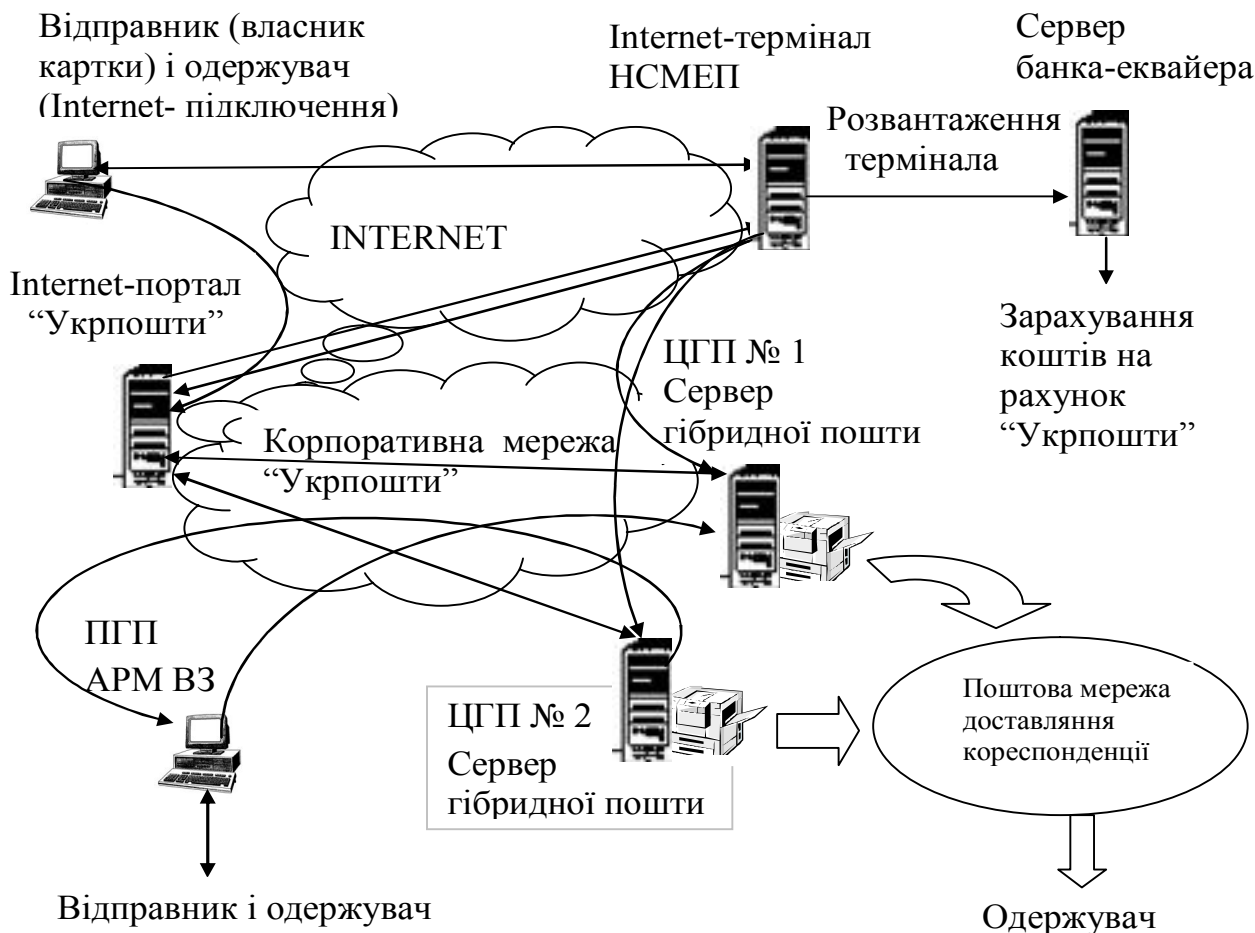 Відправник (власник
картки) і одержувач
(Internet- підключення)
Internet-термінал
НСМЕП
Сервер
банка-еквайера
Розвантаження
термінала
INTERNET
Internet-портал
“Укрпошти”
Зарахування
коштів на
рахунок
“Укрпошти”
ЦГП № 1
Сервер
гібридної пошти
Корпоративна мережа
“Укрпошти”
ПГП
АРМ ВЗ
ЦГП № 2
Сервер
гібридної пошти
Поштова мережа
доставляння
кореспонденції
Відправник і одержувач
Одержувач